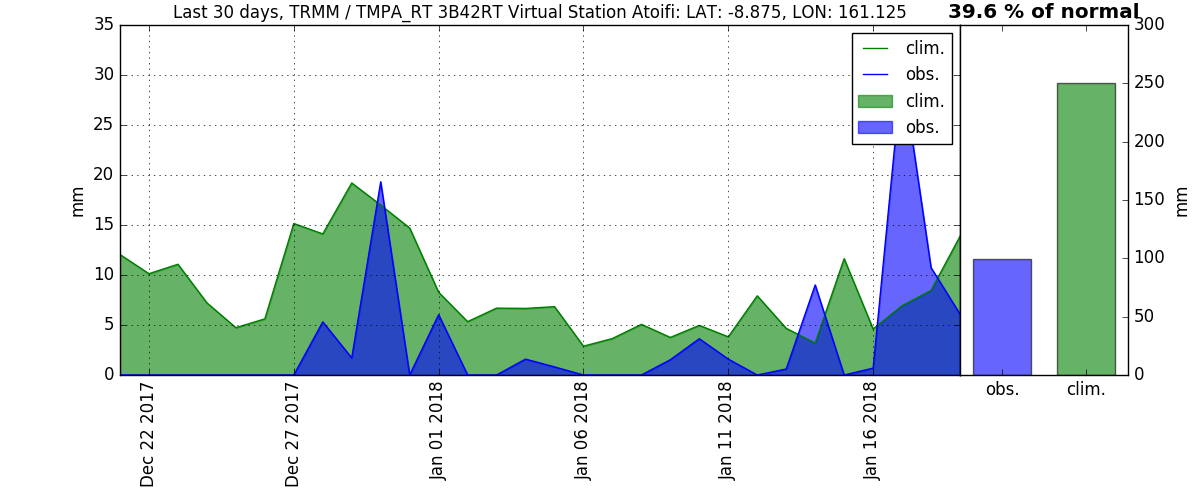 Last 30 days, TRMM / TMPA_RT 3B42RT Virtual Station Atoifi: LAT: -8.875, LON: 161.125
39.6 % of normal
35
30
25
20
15
10
5
0
mm
clim.
obs.
clim.
obs.
300
250
200
150
100
50
0
mm
obs.
clim.
Dec 22 2017
Dec 27 2017
Jan 01 2018
Jan 06 2018
Jan 11 2018
Jan 16 2018